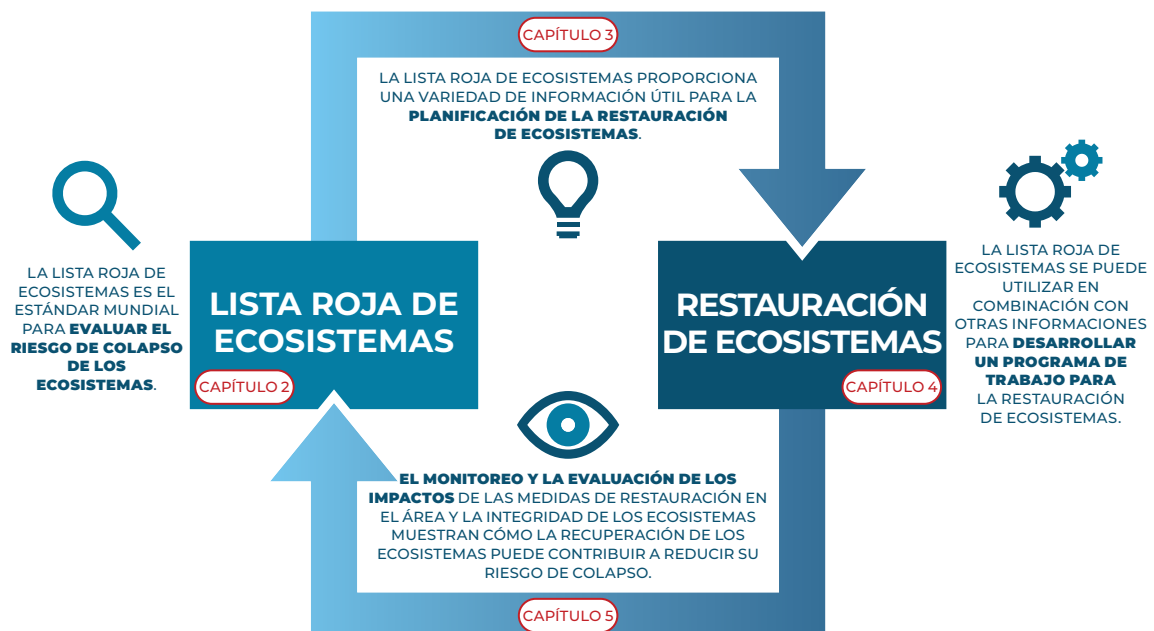 CAPÍTULO 3
LA LISTA ROJA DE ECOSISTEMAS PROPORCIONA
UNA VARIEDAD DE INFORMACIÓN ÚTIL PARA LA
PLANIFICACIÓN DE LA RESTAURACIÓN
DE ECOSISTEMAS.
LA LISTA ROJA DE
ECOSISTEMAS ES EL
ESTÁNDAR MUNDIAL
PARA EVALUAR EL
RIESGO DE COLAPSO
DE LOS
ECOSISTEMAS.
LISTA ROJA DE
ECOSISTEMAS
CAPÍTULO 2
RESTAURACIÓN
DE ECOSISTEMAS
CAPÍTULO 4
LA LISTA ROJA DE
ECOSISTEMAS SE PUEDE
UTILIZAR EN
COMBINACIÓN CON
OTRAS INFORMACIONES
PARA DESARROLLAR
UN PROGRAMA DE
TRABAJO PARA
LA RESTAURACIÓN
DE ECOSISTEMAS.
EL MONITOREO Y LA EVALUACIÓN DE LOS
IMPACTOS DE LAS MEDIDAS DE RESTAURACIÓN EN
EL ÁREA Y LA INTEGRIDAD DE LOS ECOSISTEMAS
MUESTRAN CÓMO LA RECUPERACIÓN DE LOS
ECOSISTEMAS PUEDE CONTRIBUIR A REDUCIR SU
RIESGO DE COLAPSO.
CAPÍTULO 5